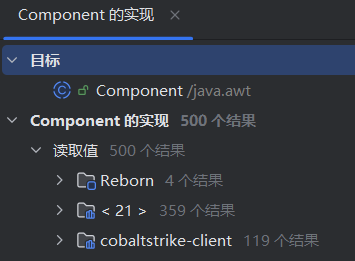 Component 的实现
目标
Component /java.awt
Component 的实现 500 个结果
读取值 500 个结果
Reborn 4 个结果
< 21 > 359 个结果
cobaltstrike-client 119 个结果